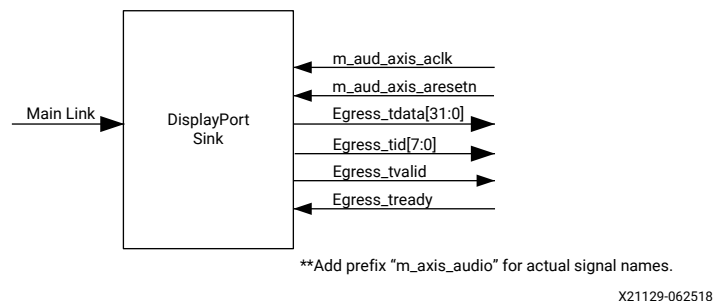 m_aud_axis_aclk
m_aud_axis_aresetn
Main Link
Egress_tdata[31:0]
DisplayPort
Sink
Egress_tid[7:0]
Egress_tvalid
Egress_tready
**Add prefix “m_axis_audio” for actual signal names.
X21129-062518